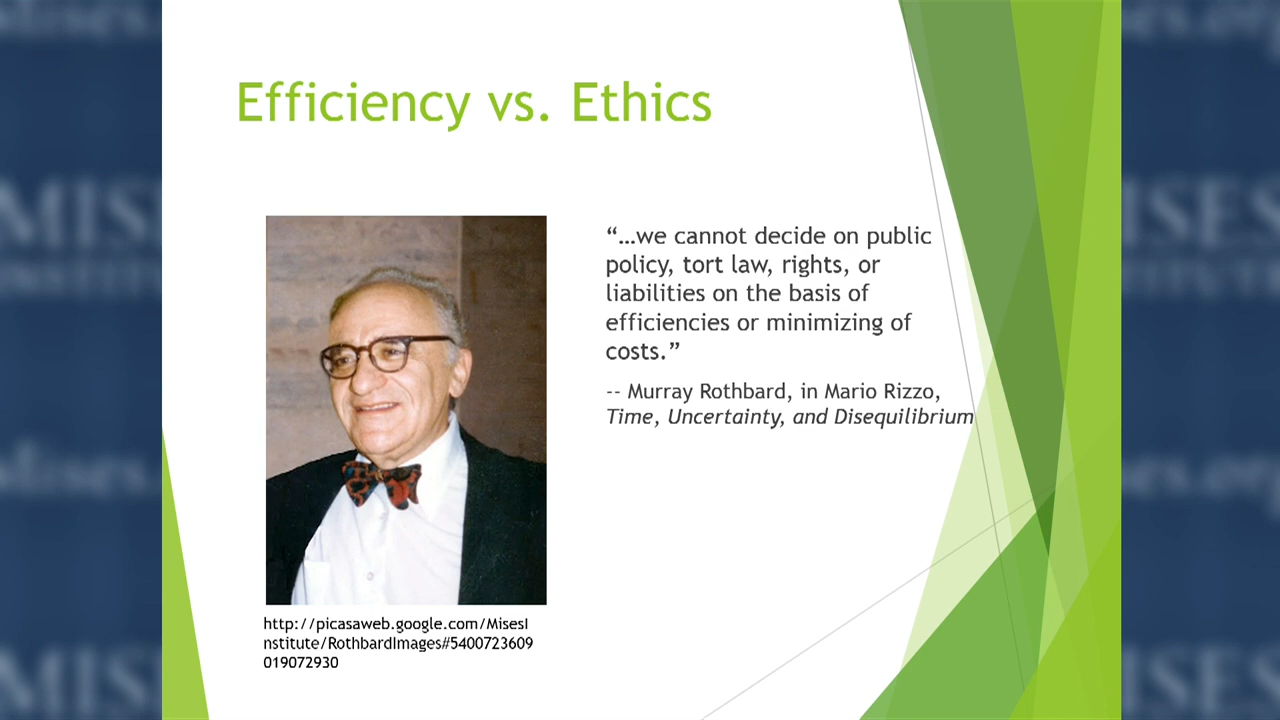 Efficiency vs. Ethics
“…we cannot decide on public
policy, tort law, rights, or
liabilities on the basis of
efficiencies or minimizing of
costs.”
-- Murray Rothbard, in Mario Rizzo,
Time, Uncertainty, and Disequilibrium
http://picasaweb.google.com/MisesI
nstitute/RothbardImages#5400723609
019072930